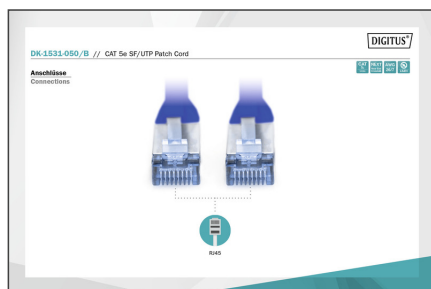 DIGITUS®
DK-1531-050/B // CAT 5e SF/UTP Patch Cord
Anschlüsse
Connections
RJ45